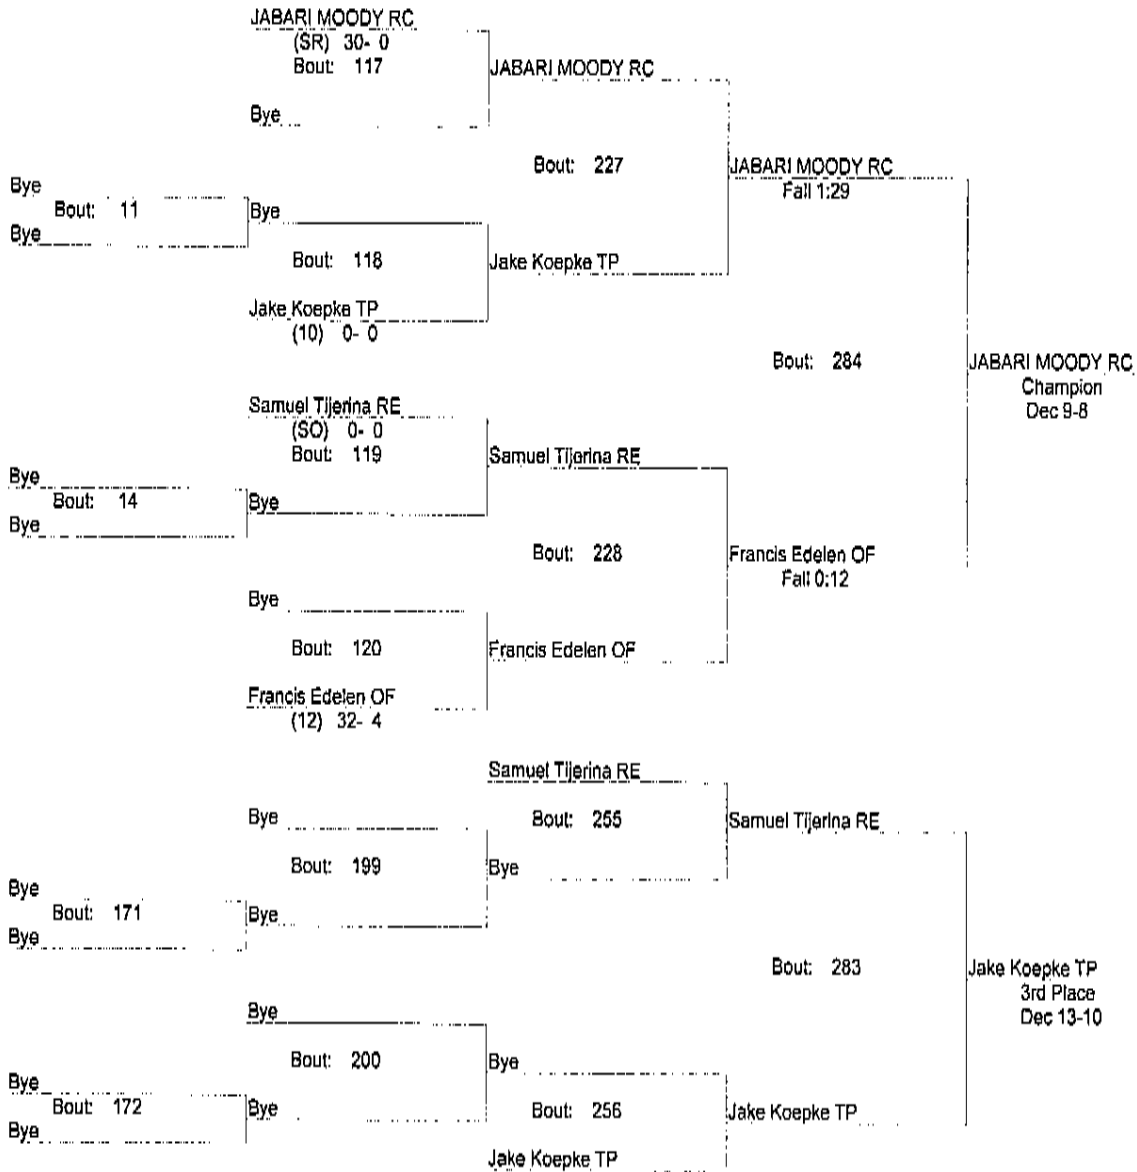 JABARI MOODY RC
(SR) 30- 0
Bout: 117
JABARI MOODY RC
Bye
Bout: 227
JABARI MOODY RC
Fall 1:29
Bye
Bout: 11
Bye
Bye
Bout: 118
Jake Koepke TP
Jake Koepke TP
(10) 0- 0
Bout: 284
JABARI MOODY RC
Champion
Dec 9-8
Samuel Tijerina RE
(SO) 0- 0
Bout: 119
Samuel Tijerina RE
Bye
Bout: 14
Bye
Bye
Bout: 228
Francis Edelen OF
Fall 0:12
Bye
Bout: 120
Francis Edelen OF
Francis Edelen OF
(12) 32- 4
Samuel Tijerina RE
Bye
Bout: 255
Samuel Tijerina RE
Bout: 199
Bye
Bye
Bout: 171
Bye
Bye
Bout: 283
Jake Koepke TP
3rd Place
Dec 13-10
Bye
Bout: 200
Bye
Bye
Bout: 172
Bye
Bye
Bout: 256
Jake Koepke TP
Jake Koepke TP